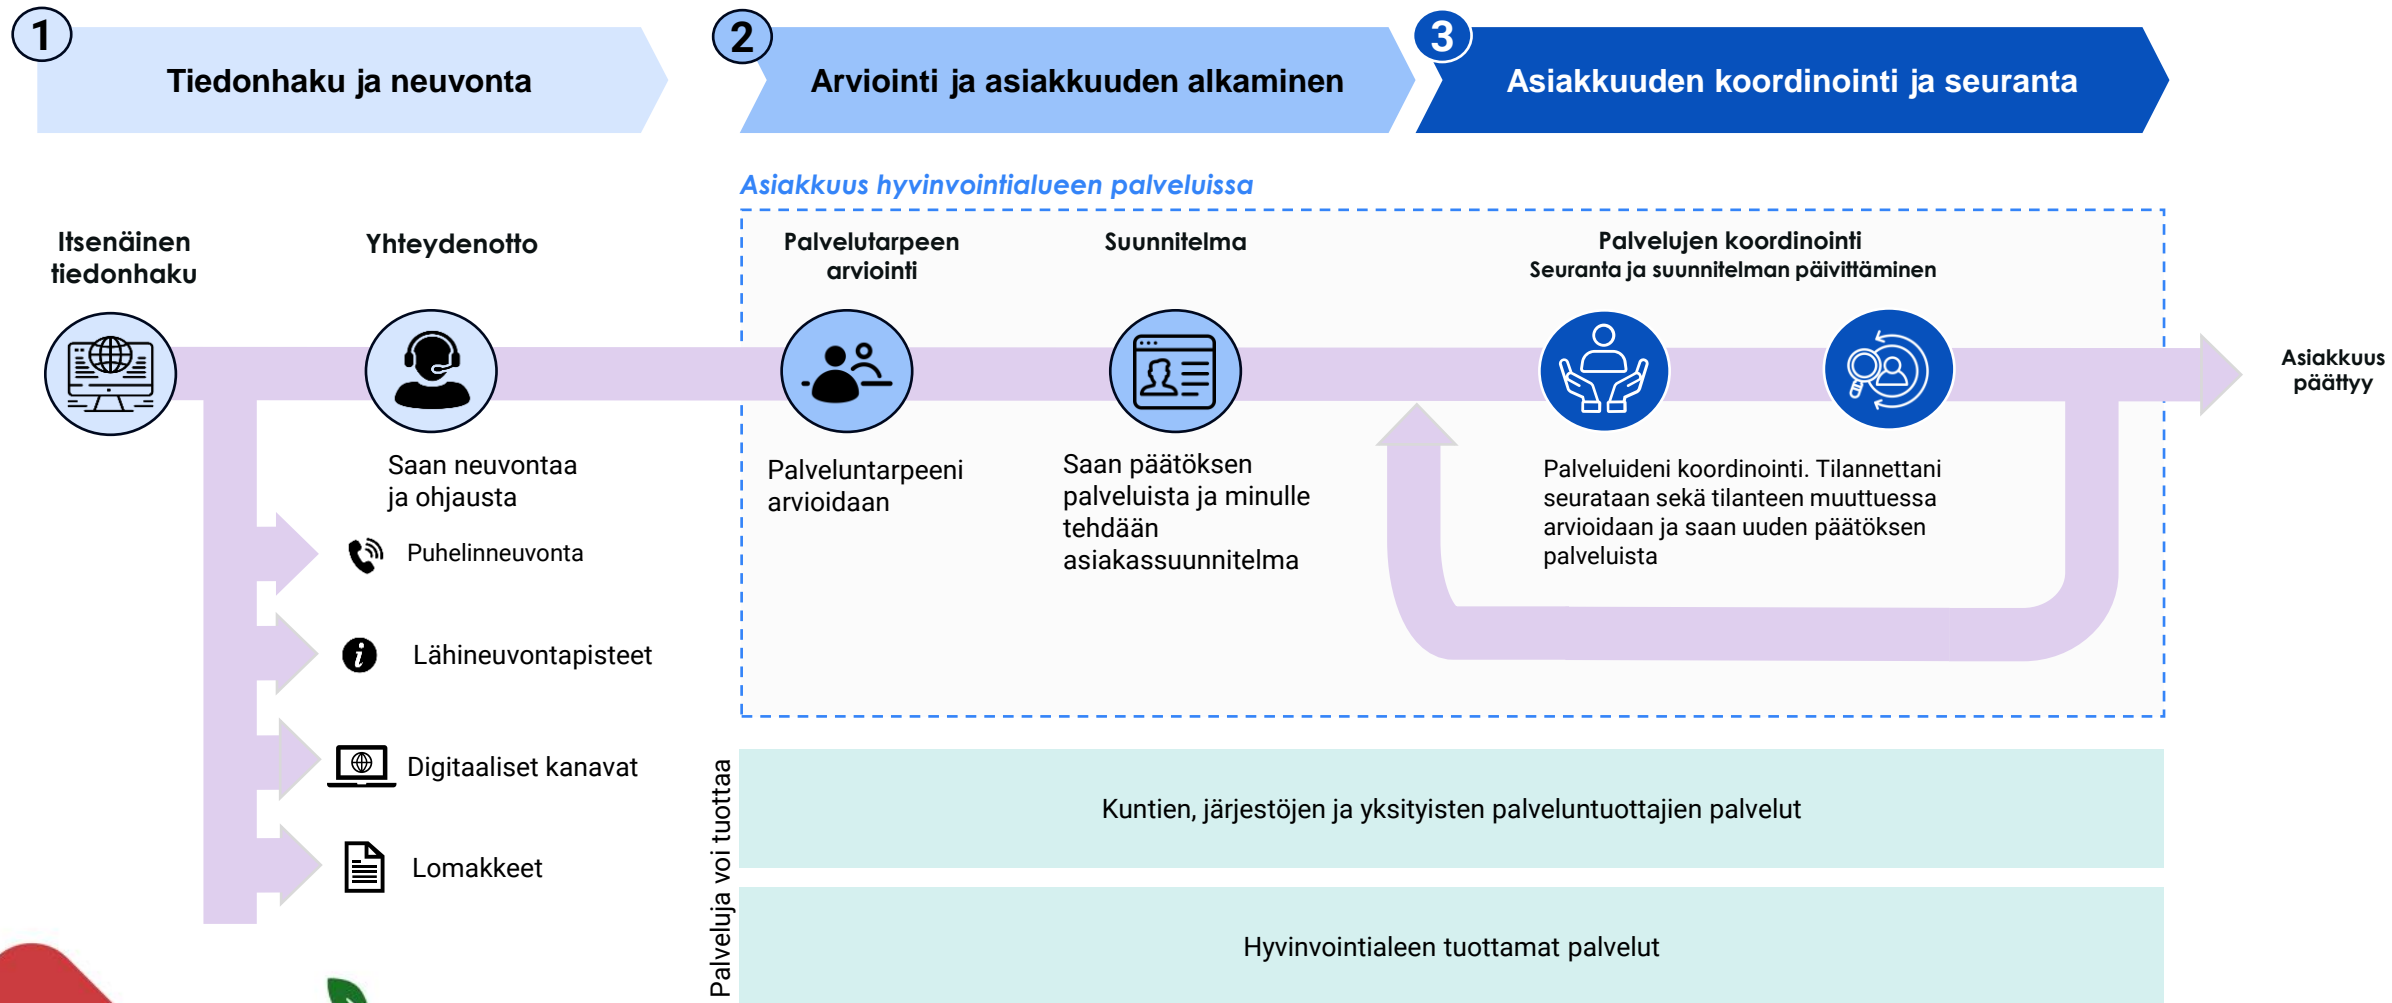 1
Tiedonhaku ja neuvonta
2
Arviointi ja asiakkuuden alkaminen
3
Asiakkuuden koordinointi ja seuranta
Asiakkuus hyvinvointialueen palveluissa
Itsenäinen
tiedonhaku
Yhteydenotto
Palvelutarpeen
arviointi
Suunnitelma
Palvelujen koordinointi
Seuranta ja suunnitelman päivittäminen
Asiakkuus
päättyy
Saan neuvontaa
ja ohjausta
Puhelinneuvonta
Lähineuvontapisteet
Digitaaliset kanavat
Lomakkeet
Palveluntarpeeni
arvioidaan
Saan päätöksen
palveluista ja minulle
tehdään
asiakassuunnitelma
Palveluideni koordinointi. Tilannettani
seurataan sekä tilanteen muuttuessa
arvioidaan ja saan uuden päätöksen
palveluista
Palveluja voi tuottaa
Kuntien, järjestöjen ja yksityisten palveluntuottajien palvelut
Hyvinvointialeen tuottamat palvelut